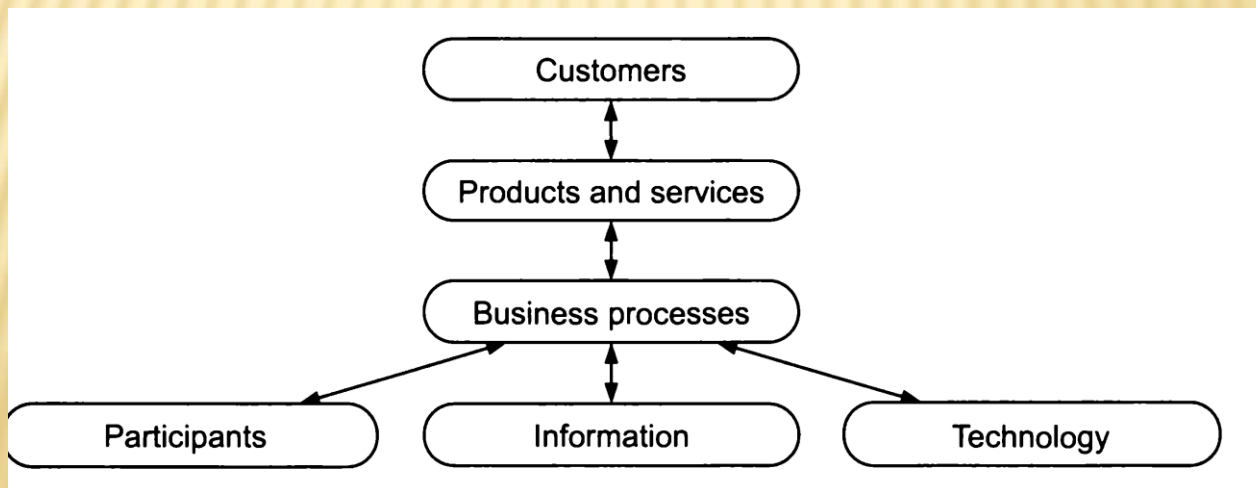 Customers
Products and services
Business processes
Participants
Information
Technology